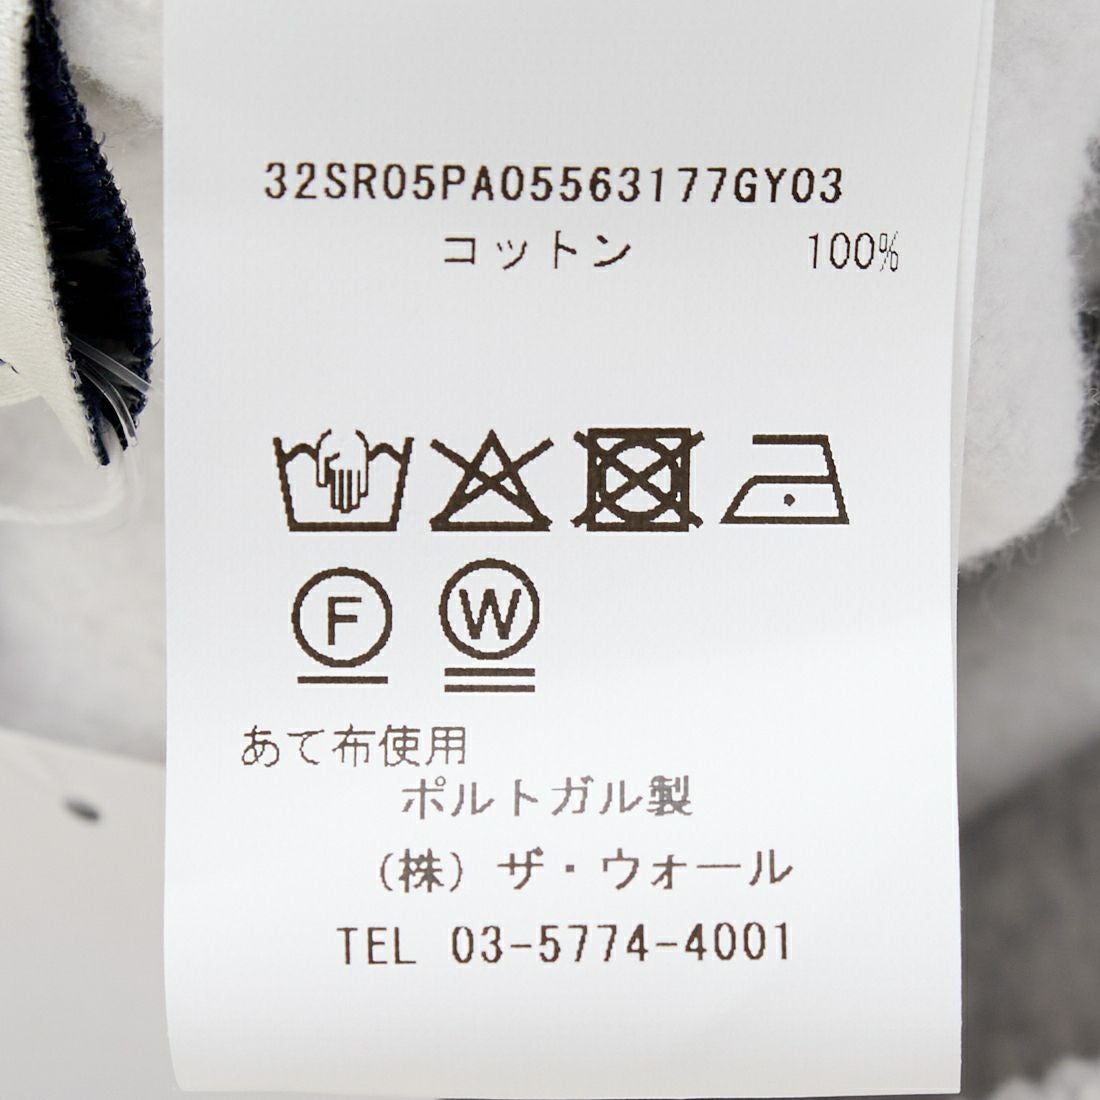 32SR05PA05563177GY03
コットン 100%
F W
あて布使用
ポルトガル製
(株) ザ・ウォール
TEL 03-5774-4001